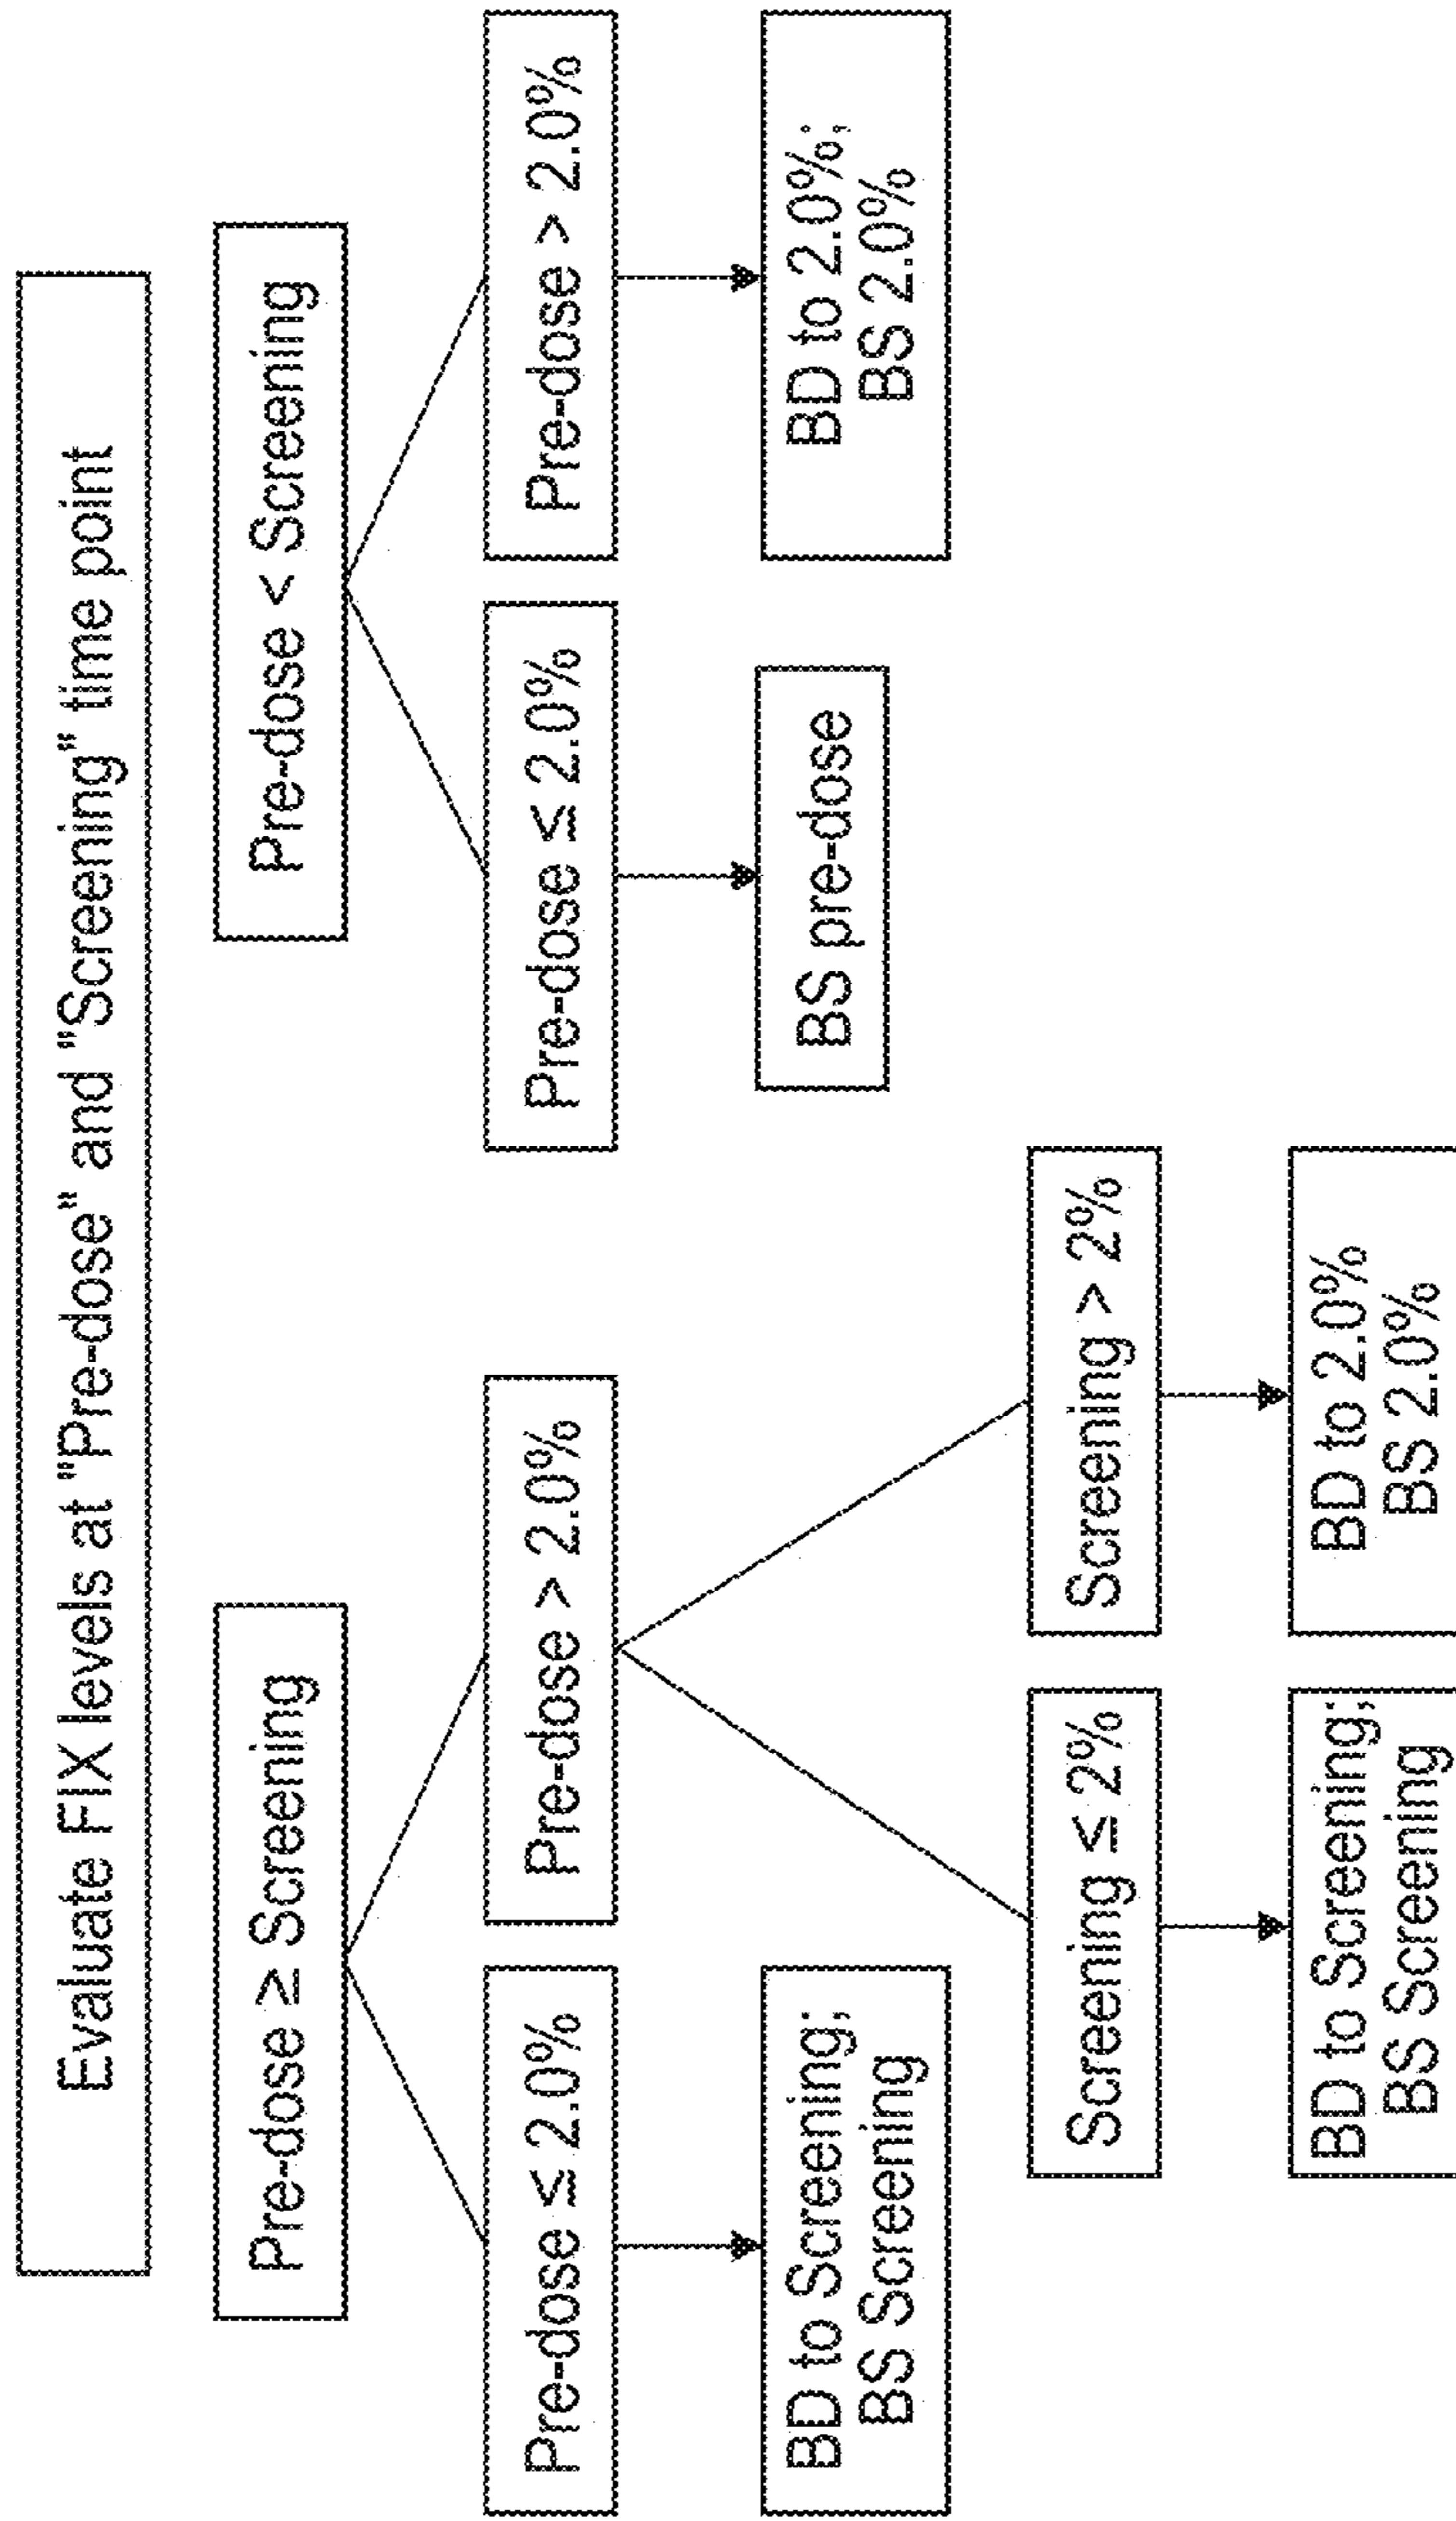 Evaluate FIX levels at "Pre-dose" and "Screening" time point
Pre-dose ≥ Screening
Pre-dose < Screening
Pre-dose ≤ 2.0%
Pre-dose > 2.0%
Pre-dose ≤ 2.0%
Pre-dose > 2.0%
BD to Screening;
BS Screening
BS pre-dose
BD to 2.0%;
BS 2.0%
Screening ≤ 2%
Screening > 2%
BD to Screening;
BS Screening
BD to 2.0%
BS 2.0%